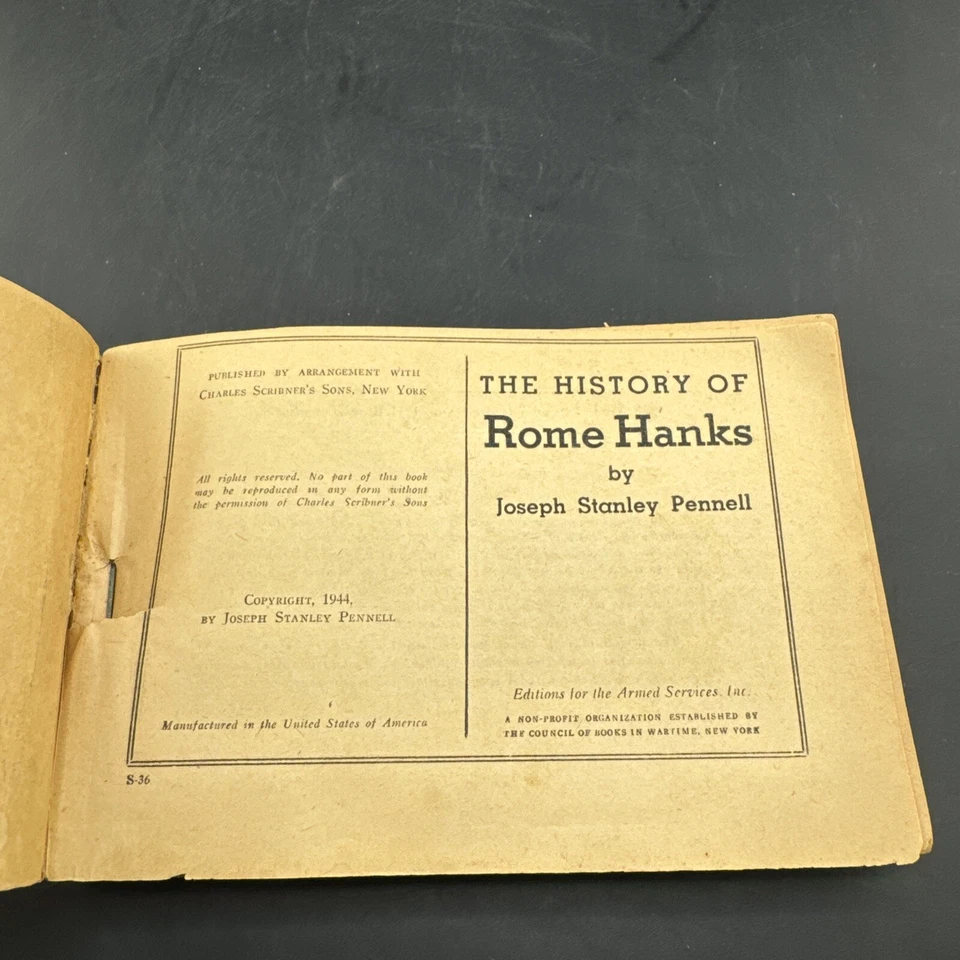 PUBLISHED BY ARRANGEMENT WITH
CHARLES SCRIBNER'S SONS, NEW YORK
All rights reserved. No part of this book
may be reproduced in any form without
the permission of Charles Scribner's Sons
COPYRIGHT, 1944,
BY JOSEPH STANLEY PENNELL
Manufactured in the United States of America
S-36
THE HISTORY OF
Rome Hanks
by
Joseph Stanley Pennell
Editions for the Armed Services, Inc.
A NON-PROFIT ORGANIZATION ESTABLISHED BY
THE COUNCIL OF BOOKS IN WARTIME, NEW YORK